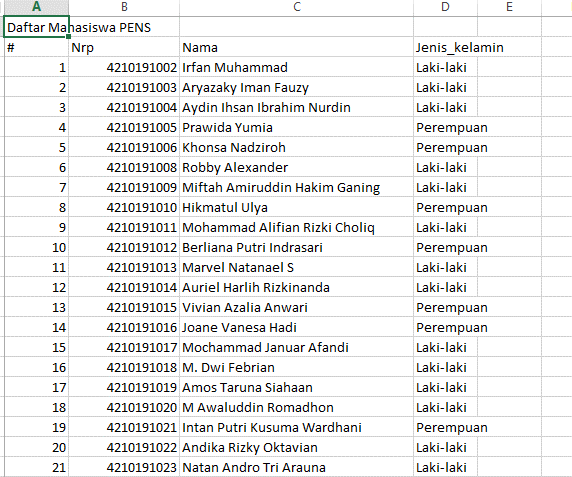 A B C D E
Daftar Mahasiswa PENS
# Nrp Nama Jenis_kelamin
1 4210191002 Irfan Muhammad Laki-laki
2 4210191003 Aryazaky Iman Fauzy Laki-laki
3 4210191004 Aydin Ihsan Ibrahim Nurdin Laki-laki
4 4210191005 Prawida Yumia Perempuan
5 4210191006 Khonsa Nadziroh Perempuan
6 4210191008 Robby Alexander Laki-laki
7 4210191009 Miftah Amiruddin Hakim Ganing Laki-laki
8 4210191010 Hikmatul Ulya Perempuan
9 4210191011 Mohammad Alifian Rizki Choliq Laki-laki
10 4210191012 Berliana Putri Indrasari Perempuan
11 4210191013 Marvel Natanael S Laki-laki
12 4210191014 Auriel Harlih Rizkinanda Laki-laki
13 4210191015 Vivian Azalia Anwari Perempuan
14 4210191016 Joane Vanesa Hadi Perempuan
15 4210191017 Mochammad Januar Afandi Laki-laki
16 4210191018 M. Dwi Febrian Laki-laki
17 4210191019 Amos Taruna Siahaan Laki-laki
18 4210191020 M Awaluddin Romadhon Laki-laki
19 4210191021 Intan Putri Kusuma Wardhani Perempuan
20 4210191022 Andika Rizky Oktavian Laki-laki
21 4210191023 Natan Andro Tri Arauna Laki-laki